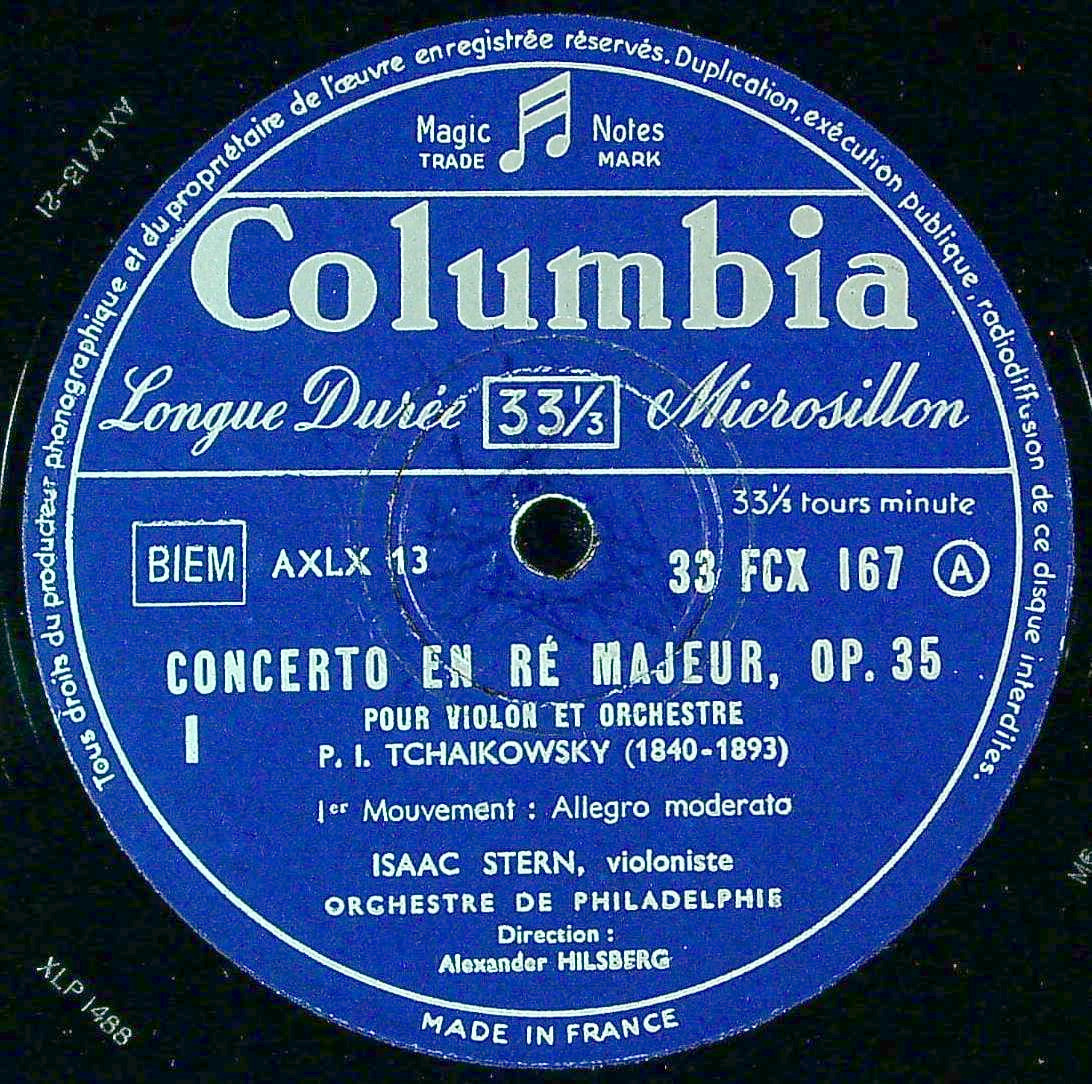 Tous droits du producteur phonographique et du propriétaire de l'œuvre enregistrée réservés. Duplication, exécution publique, radiodiffusion de ce disque interdites.
Magic Notes
TRADE MARK
Columbia
Longue Durée 33⅓ Microsillon
33⅓ tours minute
BIEM AXLX 13 33 FCX 167 A
CONCERTO EN RÉ MAJEUR, OP. 35
I
POUR VIOLON ET ORCHESTRE
P. I. TCHAIKOWSKY (1840-1893)
1er Mouvement : Allegro moderato
ISAAC STERN, violoniste
ORCHESTRE DE PHILADELPHIE
Direction :
Alexander HILSBERG
MADE IN FRANCE
AXLX 13-21
XLP 1488